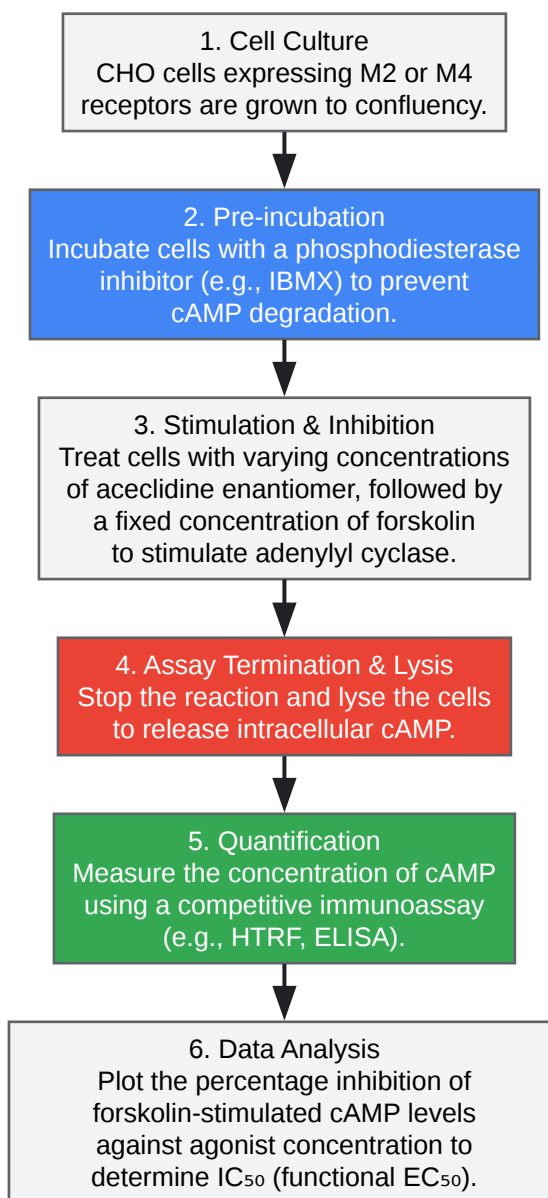 1. Cell Culture
CHO cells expressing M2 or M4
receptors are grown to confluency.
2. Pre-incubation
Incubate cells with a phosphodiesterase
inhibitor (e.g., IBMX) to prevent
cAMP degradation.
3. Stimulation & Inhibition
Treat cells with varying concentrations
of aceclidine enantiomer, followed by
a fixed concentration of forskolin
to stimulate adenylyl cyclase.
4. Assay Termination & Lysis
Stop the reaction and lyse the cells
to release intracellular cAMP.
5. Quantification
Measure the concentration of cAMP
using a competitive immunoassay
(e.g., HTRF, ELISA).
6. Data Analysis
Plot the percentage inhibition of
forskolin-stimulated cAMP levels
against agonist concentration to
determine IC₅₀ (functional EC₅₀).